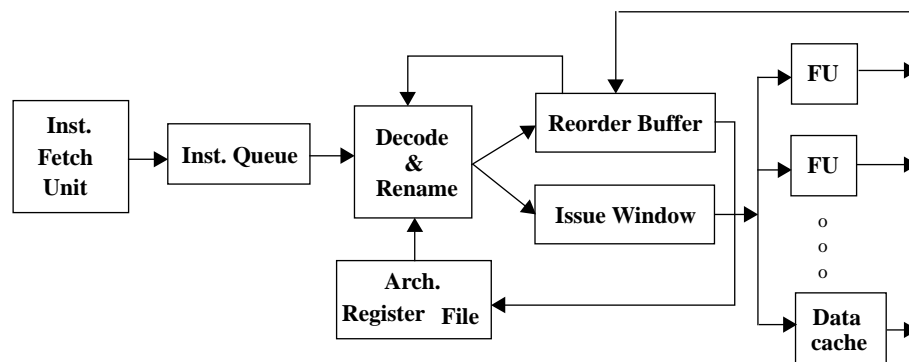 Inst.
Fetch
Unit
Inst. Queue
Decode
&
Rename
Reorder Buffer
Issue Window
Arch.
Register File
FU
FU
o
o
o
Data
cache